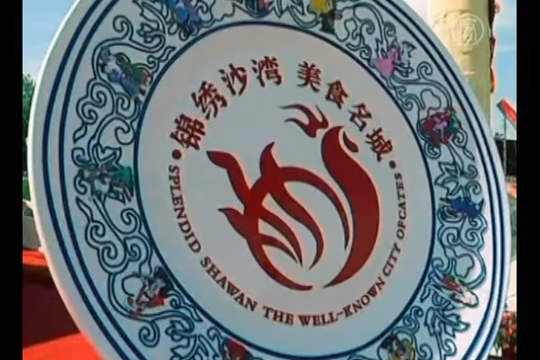 锦绣沙湾 美食名城
SPLENDID SHAWAN THE WELL-KNOWN CITY OFCATES